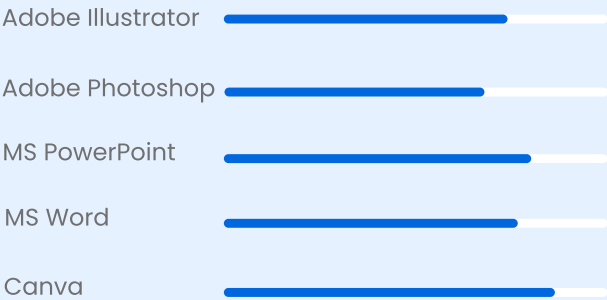 Adobe Illustrator
Adobe Photoshop
MS PowerPoint
MS Word
Canva